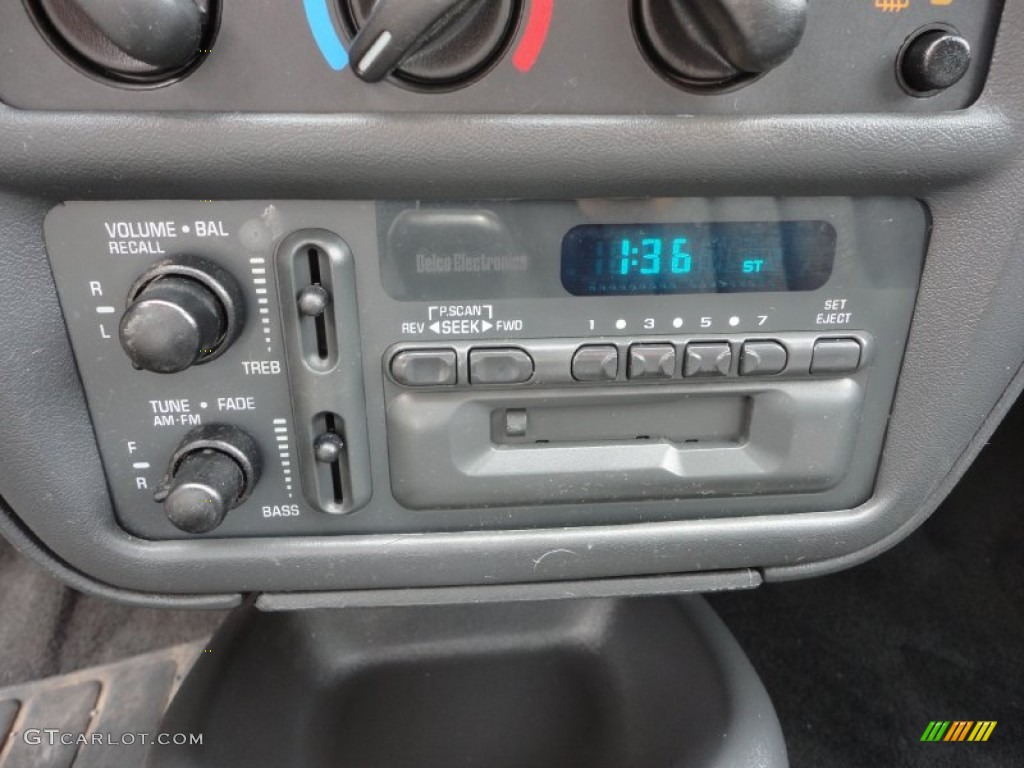 VOLUME • BAL
RECALL
R
L
TREB
TUNE • FADE
AM•FM
F
R
BASS
Delco Electronics
1:36
ST
P.SCAN
REV ◀SEEK▶ FWD
1 • 3 • 5 • 7
SET
EJECT
GTCARLOT.COM